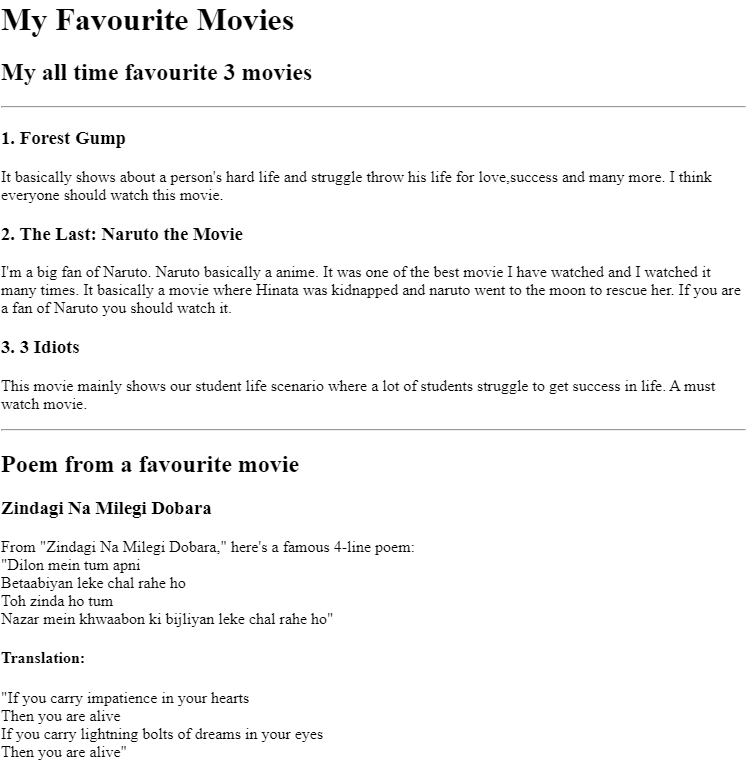 My Favourite Movies
My all time favourite 3 movies
1. Forest Gump
It basically shows about a person's hard life and struggle throw his life for love,success and many more. I think
everyone should watch this movie.
2. The Last: Naruto the Movie
I'm a big fan of Naruto. Naruto basically a anime. It was one of the best movie I have watched and I watched it
many times. It basically a movie where Hinata was kidnapped and naruto went to the moon to rescue her. If you are
a fan of Naruto you should watch it.
3. 3 Idiots
This movie mainly shows our student life scenario where a lot of students struggle to get success in life. A must
watch movie.
Poem from a favourite movie
Zindagi Na Milegi Dobara
From "Zindagi Na Milegi Dobara," here's a famous 4-line poem:
"Dilon mein tum apni
Betaabiyan leke chal rahe ho
Toh zinda ho tum
Nazar mein khwaabon ki bijliyan leke chal rahe ho"
Translation:
"If you carry impatience in your hearts
Then you are alive
If you carry lightning bolts of dreams in your eyes
Then you are alive"